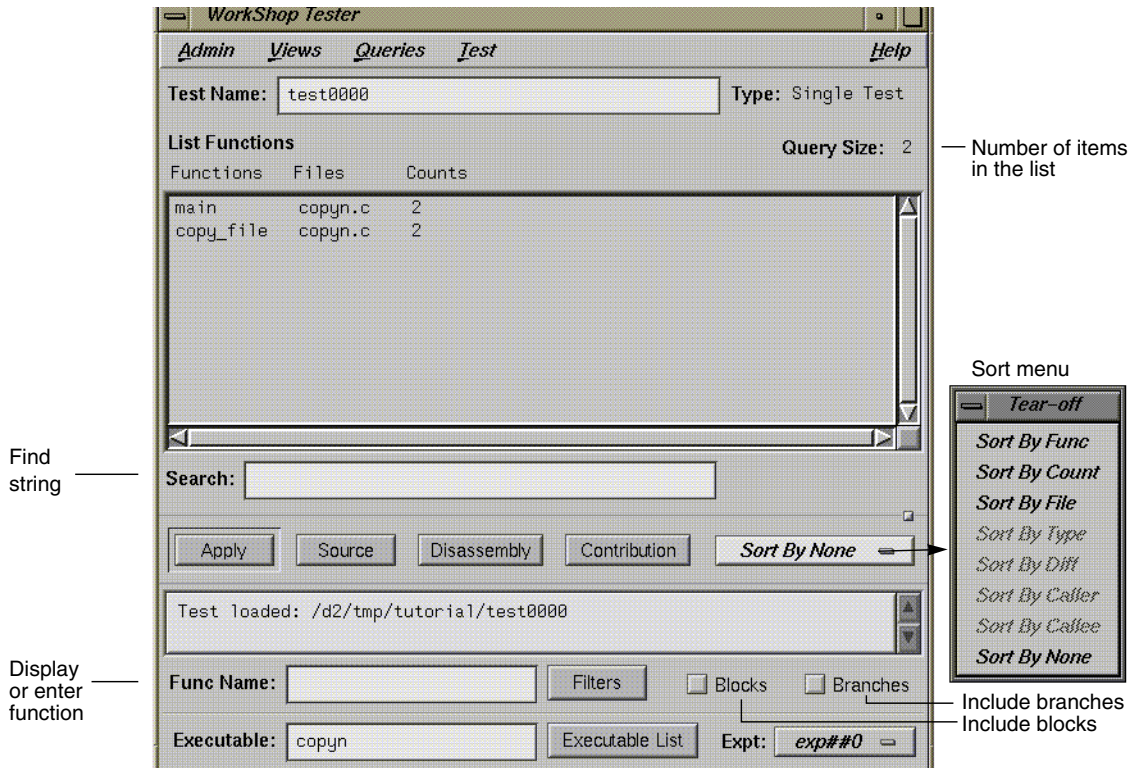 WorkShop Tester
Admin Views Queries Test Help
Test Name: test0000 Type: Single Test
List Functions
Query Size: 2
Number of items
in the list
Functions Files Counts
main copyn.c 2
copy_file copyn.c 2
Sort menu
Tear-off
Sort By Func
Sort By Count
Sort By File
Sort By Type
Sort By Diff
Sort By Caller
Sort By Callee
Sort By None
Find
string
Search:
Apply Source Disassembly Contribution Sort By None
Test loaded: /d2/tmp/tutorial/test0000
Display
or enter
function
Func Name: Filters Blocks Branches
Include branches
Include blocks
Executable: copyn Executable List Expt: exp##0